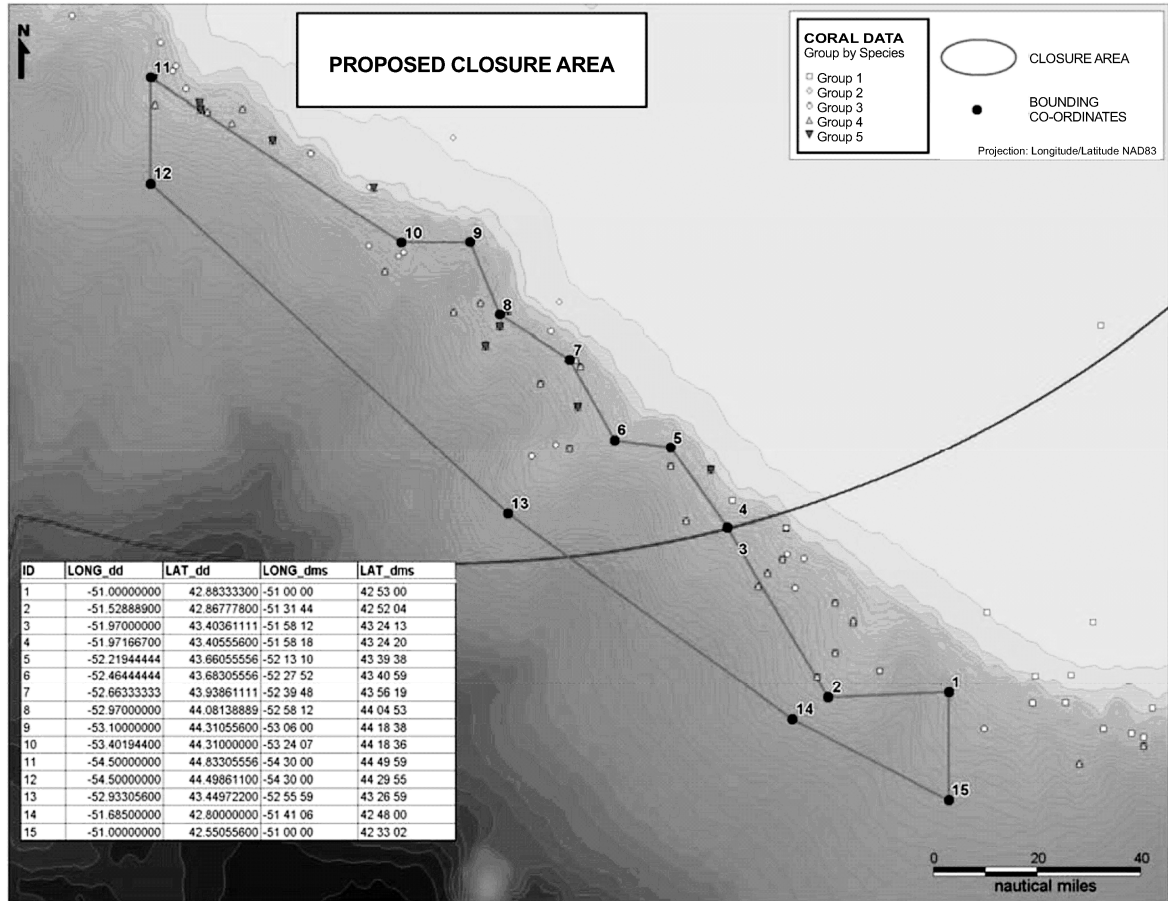 N
PROPOSED CLOSURE AREA
CORAL DATA
Group by Species
Group 1
Group 2
Group 3
Group 4
Group 5
CLOSURE AREA
BOUNDING
CO-ORDINATES
Projection: Longitude/Latitude NAD83
11
12
10
9
8
7
6
5
4
3
13
2
1
14
15
ID LONG_dd LAT_dd LONG_dms LAT_dms
1 -51.00000000 42.88333300 -51 00 00 42 53 00
2 -51.52888900 42.86777800 -51 31 44 42 52 04
3 -51.97000000 43.40361111 -51 58 12 43 24 13
4 -51.97166700 43.40555600 -51 58 18 43 24 20
5 -52.21944444 43.66055556 -52 13 10 43 39 38
6 -52.46444444 43.68305556 -52 27 52 43 40 59
7 -52.66333333 43.93861111 -52 39 48 43 56 19
8 -52.97000000 44.08138889 -52 58 12 44 04 53
9 -53.10000000 44.31055600 -53 06 00 44 18 38
10 -53.40194400 44.31000000 -53 24 07 44 18 36
11 -54.50000000 44.83305556 -54 30 00 44 49 59
12 -54.50000000 44.49861100 -54 30 00 44 29 55
13 -52.93305600 43.44972200 -52 55 59 43 26 59
14 -51.68500000 42.80000000 -51 41 06 42 48 00
15 -51.00000000 42.55055600 -51 00 00 42 33 02
0 20 40
nautical miles